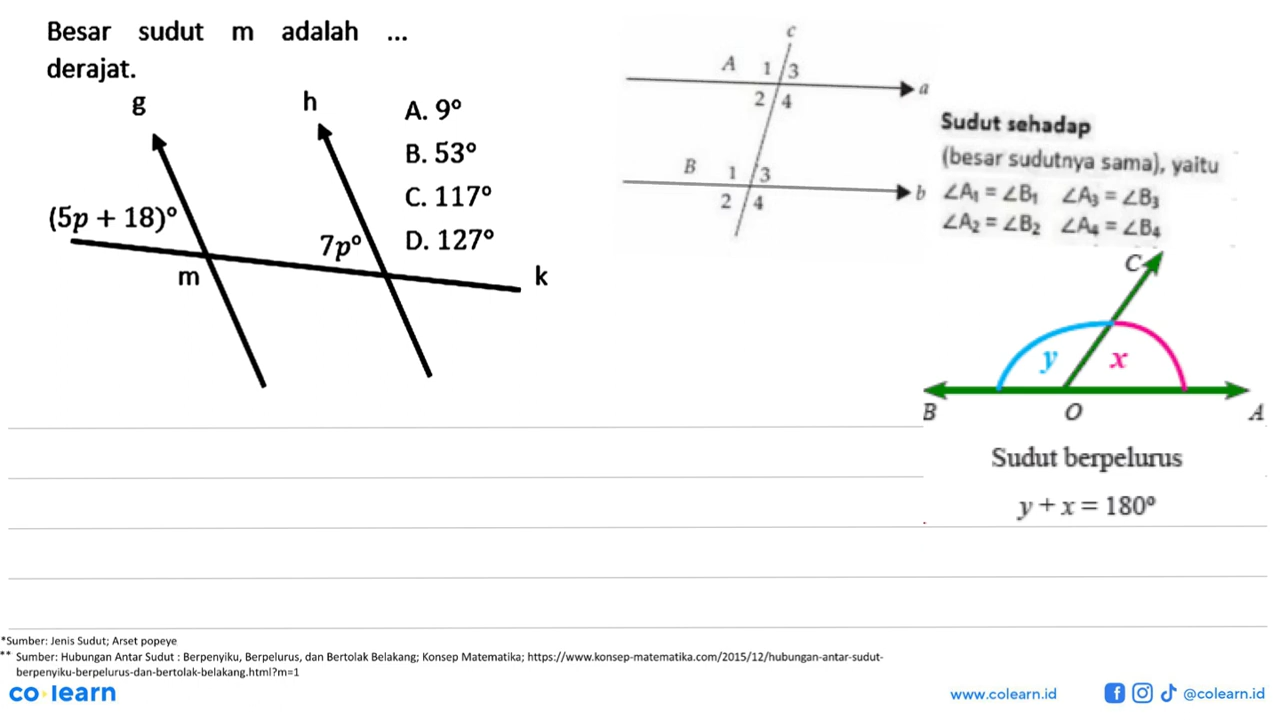 Besar sudut m adalah ...
derajat.
g
h
A. 9°
B. 53°
C. 117°
D. 127°
(5p + 18)°
7p°
m
k
c
A 1 3
2 4
a
B 1 3
2 4
b
Sudut sehadap
(besar sudutnya sama), yaitu
∠A₁ = ∠B₁ ∠A₃ = ∠B₃
∠A₂ = ∠B₂ ∠A₄ = ∠B₄
C
y x
B O A
Sudut berpelurus
y + x = 180°
*Sumber: Jenis Sudut; Arset popeye
** Sumber: Hubungan Antar Sudut : Berpenyiku, Berpelurus, dan Bertolak Belakang; Konsep Matematika; https://www.konsep-matematika.com/2015/12/hubungan-antar-sudut-
berpenyiku-berpelurus-dan-bertolak-belakang.html?m=1
co learn
www.colearn.id
@colearn.id